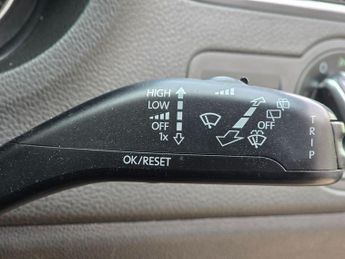 HIGH
LOW
OFF
1x
OFF
TRIP
OK/RESET